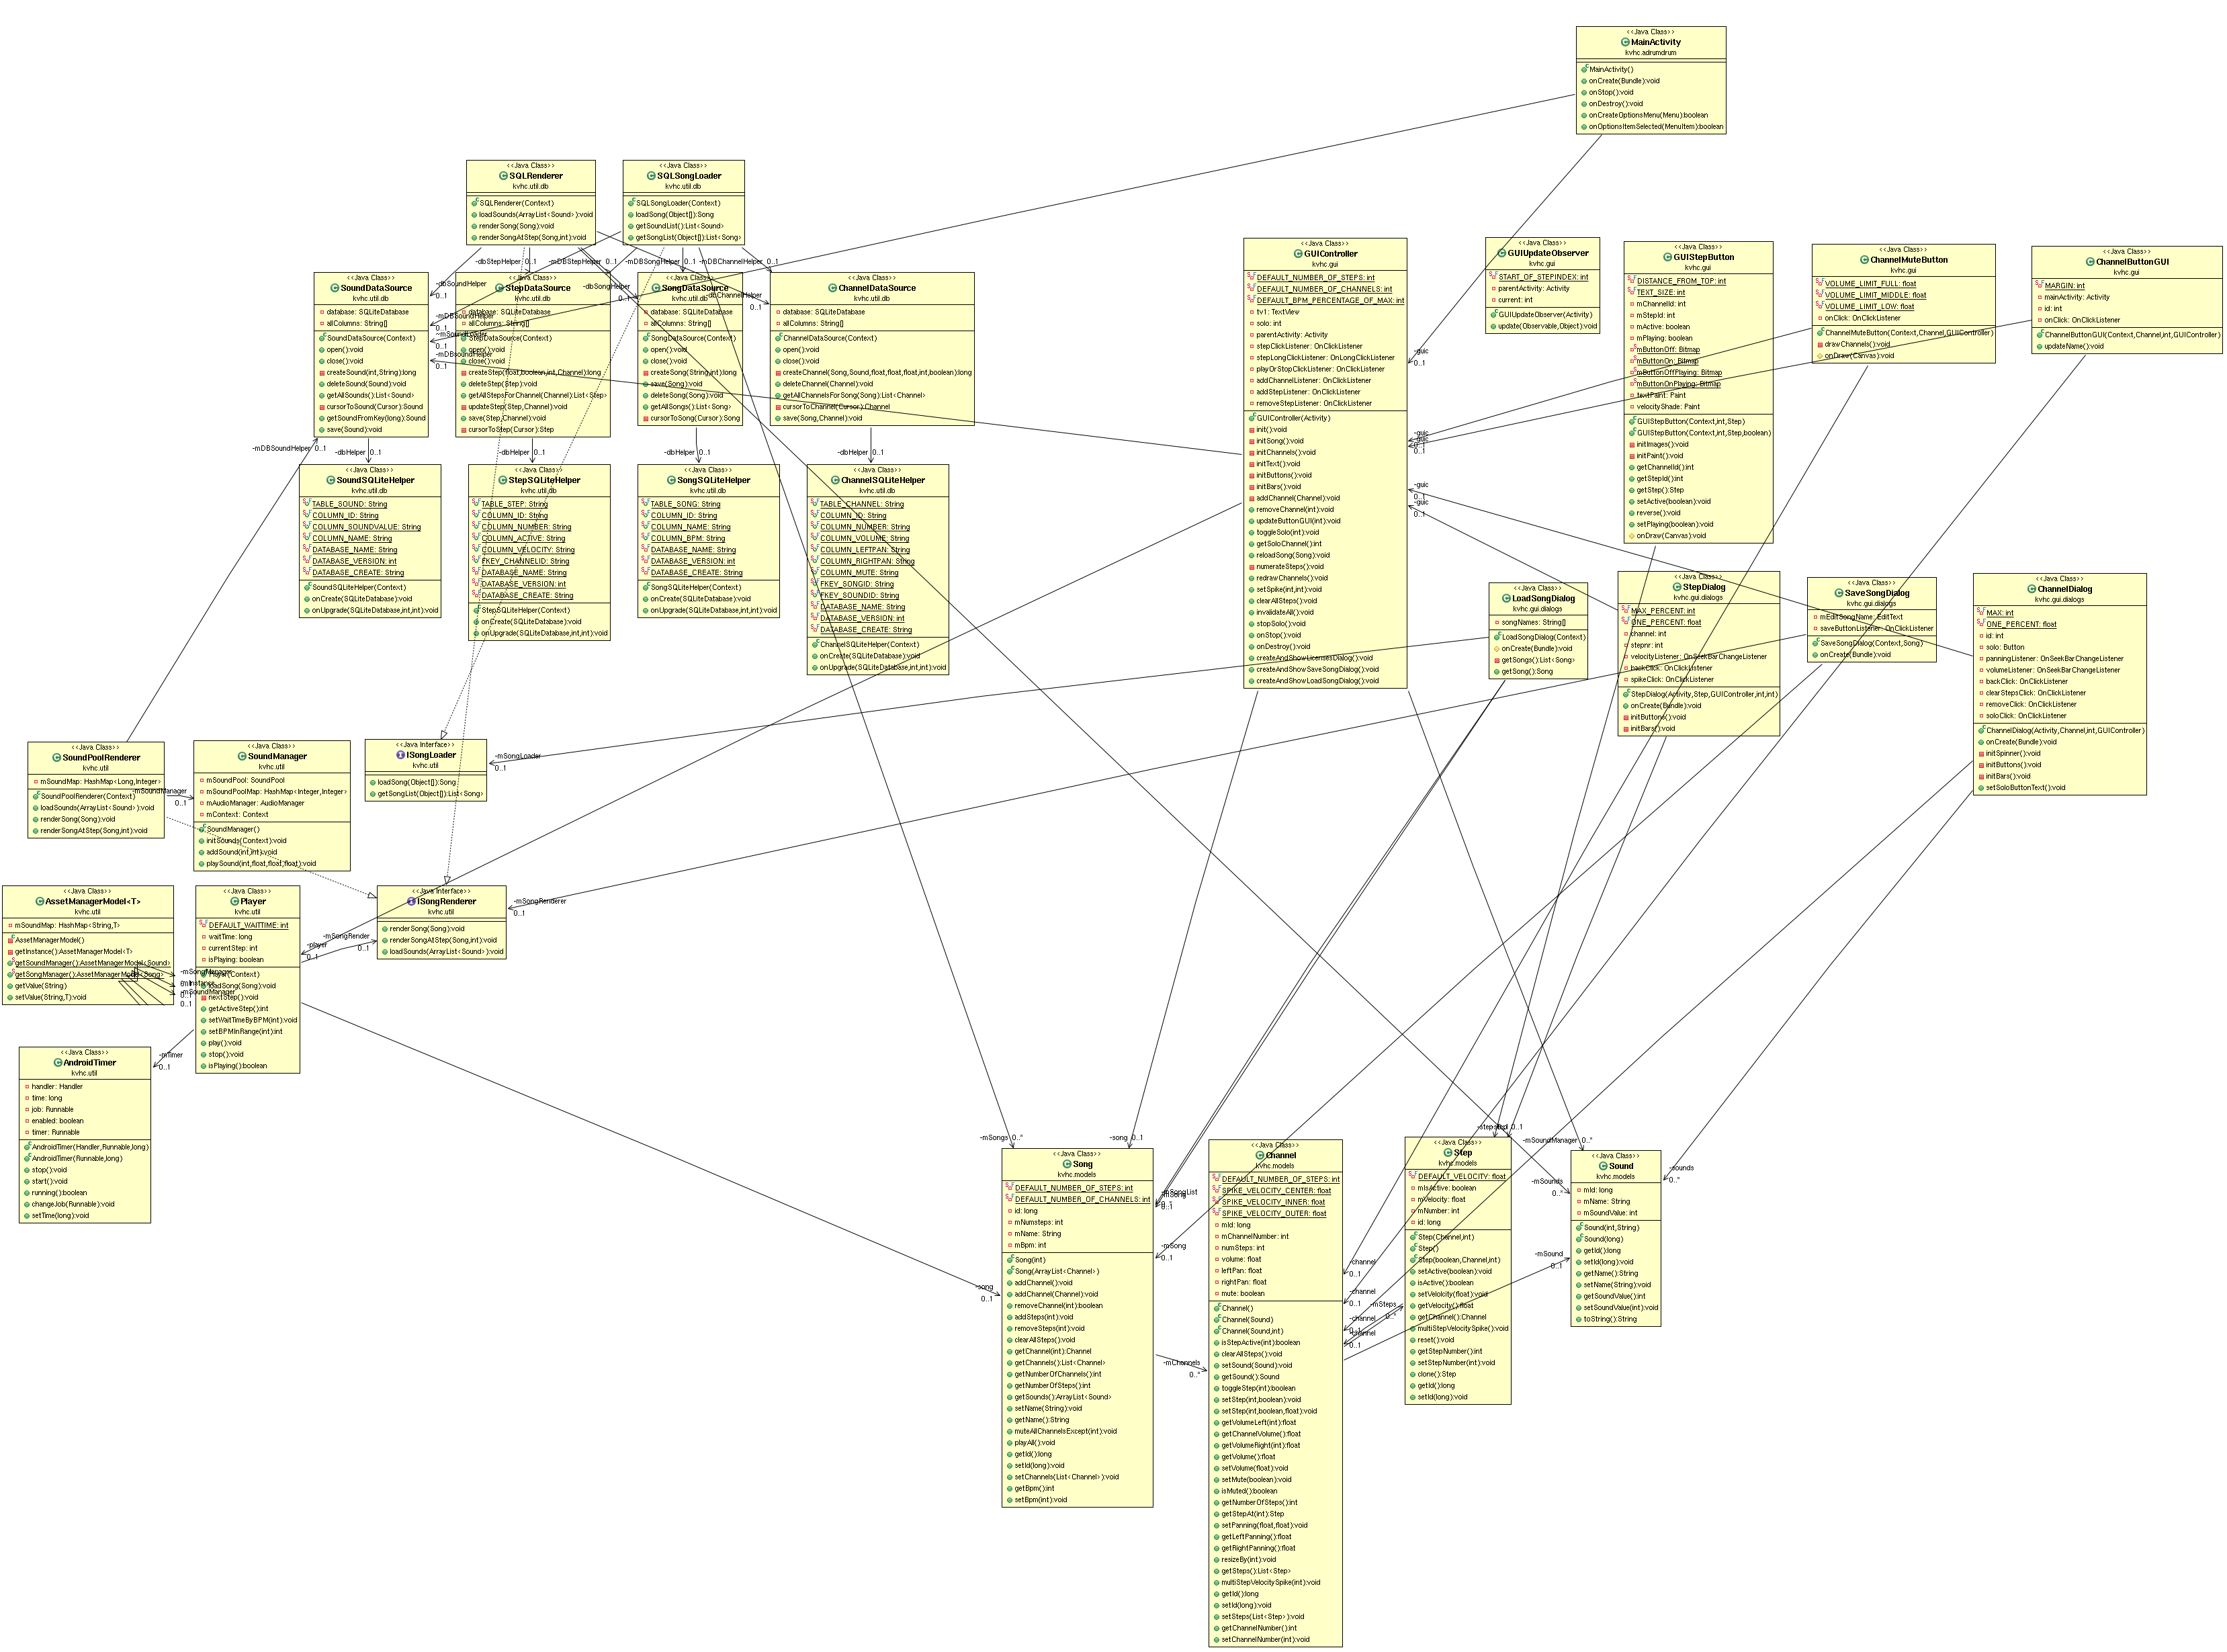 <<Java Class>>
MainActivity
kvhc.adrumdrum
MainActivity()
onCreate(Bundle):void
onStop():void
onDestroy():void
onCreateOptionsMenu(Menu):boolean
onOptionsItemSelected(MenuItem):boolean
<<Java Class>>
SQLRenderer
kvhc.util.db
SQLRenderer(Context)
loadSounds(ArrayList<Sound>):void
renderSong(Song):void
renderSongAtStep(Song,int):void
<<Java Class>>
SQLSongLoader
kvhc.util.db
SQLSongLoader(Context)
loadSong(Object[]):Song
getSoundList():List<Sound>
getSongList(Object[]):List<Song>
-dbStepHelper 0..1
-mDBStepHelper 0..1
-mDBSongHelper 0..1
-mDBChannelHelper 0..1
-dbSoundHelper
0..1
-dbSongHelper
0..1
-dbChannelHelper
0..1
-mDBSoundHelper
0..1
-mSoundLoader
0..1
-mDBsoundHelper
0..1
<<Java Class>>
SoundDataSource
kvhc.util.db
database: SQLiteDatabase
allColumns: String[]
SoundDataSource(Context)
open():void
close():void
createSound(int,String):long
deleteSound(Sound):void
getAllSounds():List<Sound>
cursorToSound(Cursor):Sound
getSoundFromKey(long):Sound
save(Sound):void
<<Java Class>>
StepDataSource
kvhc.util.db
database: SQLiteDatabase
allColumns: String[]
StepDataSource(Context)
open():void
close():void
createStep(float,boolean,int,Channel):long
deleteStep(Step):void
getAllStepsForChannel(Channel):List<Step>
updateStep(Step,Channel):void
save(Step,Channel):void
cursorToStep(Cursor):Step
<<Java Class>>
SongDataSource
kvhc.util.db
database: SQLiteDatabase
allColumns: String[]
SongDataSource(Context)
open():void
close():void
createSong(String,int):long
save(Song):void
deleteSong(Song):void
getAllSongs():List<Song>
cursorToSong(Cursor):Song
<<Java Class>>
ChannelDataSource
kvhc.util.db
database: SQLiteDatabase
allColumns: String[]
ChannelDataSource(Context)
open():void
close():void
createChannel(Song,Sound,float,float,float,int,boolean):long
deleteChannel(Channel):void
getAllChannelsForSong(Song):List<Channel>
cursorToChannel(Cursor):Channel
save(Song,Channel):void
-mDBSoundHelper 0..1
-dbHelper 0..1
-dbHelper 0..1
-dbHelper 0..1
-dbHelper 0..1
<<Java Class>>
SoundSQLiteHelper
kvhc.util.db
TABLE_SOUND: String
COLUMN_ID: String
COLUMN_SOUNDVALUE: String
COLUMN_NAME: String
DATABASE_NAME: String
DATABASE_VERSION: int
DATABASE_CREATE: String
SoundSQLiteHelper(Context)
onCreate(SQLiteDatabase):void
onUpgrade(SQLiteDatabase,int,int):void
<<Java Class>>
StepSQLiteHelper
kvhc.util.db
TABLE_STEP: String
COLUMN_ID: String
COLUMN_NUMBER: String
COLUMN_ACTIVE: String
COLUMN_VELOCITY: String
FKEY_CHANNELID: String
DATABASE_NAME: String
DATABASE_VERSION: int
DATABASE_CREATE: String
StepSQLiteHelper(Context)
onCreate(SQLiteDatabase):void
onUpgrade(SQLiteDatabase,int,int):void
<<Java Class>>
SongSQLiteHelper
kvhc.util.db
TABLE_SONG: String
COLUMN_ID: String
COLUMN_NAME: String
COLUMN_BPM: String
DATABASE_NAME: String
DATABASE_VERSION: int
DATABASE_CREATE: String
SongSQLiteHelper(Context)
onCreate(SQLiteDatabase):void
onUpgrade(SQLiteDatabase,int,int):void
<<Java Class>>
ChannelSQLiteHelper
kvhc.util.db
TABLE_CHANNEL: String
COLUMN_ID: String
COLUMN_NUMBER: String
COLUMN_VOLUME: String
COLUMN_LEFTPAN: String
COLUMN_RIGHTPAN: String
COLUMN_MUTE: String
FKEY_SONGID: String
FKEY_SOUNDID: String
DATABASE_NAME: String
DATABASE_VERSION: int
DATABASE_CREATE: String
ChannelSQLiteHelper(Context)
onCreate(SQLiteDatabase):void
onUpgrade(SQLiteDatabase,int,int):void
<<Java Class>>
GUIController
kvhc.gui
DEFAULT_NUMBER_OF_STEPS: int
DEFAULT_NUMBER_OF_CHANNELS: int
DEFAULT_BPM_PERCENTAGE_OF_MAX: int
tv1: TextView
solo: int
parentActivity: Activity
stepClickListener: OnClickListener
stepLongClickListener: OnLongClickListener
playOrStopClickListener: OnClickListener
addChannelListener: OnClickListener
addStepListener: OnClickListener
removeStepListener: OnClickListener
GUIController(Activity)
init():void
initSong():void
initChannels():void
initText():void
initButtons():void
initBars():void
addChannel(Channel):void
removeChannel(int):void
updateButtonGUI(int):void
toggleSolo(int):void
getSoloChannel():int
reloadSong(Song):void
numerateSteps():void
redrawChannels():void
setSpike(int,int):void
clearAllSteps():void
invalidateAll():void
stopSolo():void
onStop():void
onDestroy():void
createAndShowLicensesDialog():void
createAndShowSaveSongDialog():void
createAndShowLoadSongDialog():void
-guic
0..1
-guic
-guic
0..1
-guic
0..1
-guic
0..1
<<Java Class>>
GUIUpdateObserver
kvhc.gui
START_OF_STEPINDEX: int
parentActivity: Activity
current: int
GUIUpdateObserver(Activity)
update(Observable,Object):void
<<Java Class>>
GUIStepButton
kvhc.gui
DISTANCE_FROM_TOP: int
TEXT_SIZE: int
mChannelId: int
mStepId: int
mActive: boolean
mPlaying: boolean
mButtonOff: Bitmap
mButtonOn: Bitmap
mButtonOffPlaying: Bitmap
mButtonOnPlaying: Bitmap
textPaint: Paint
velocityShade: Paint
GUIStepButton(Context,int,Step)
GUIStepButton(Context,int,Step,boolean)
initImages():void
initPaint():void
getChannelId():int
getStepId():int
getStep():Step
setActive(boolean):void
reverse():void
setPlaying(boolean):void
onDraw(Canvas):void
<<Java Class>>
ChannelMuteButton
kvhc.gui
VOLUME_LIMIT_FULL: float
VOLUME_LIMIT_MIDDLE: float
VOLUME_LIMIT_LOW: float
onClick: OnClickListener
ChannelMuteButton(Context,Channel,GUIController)
drawChannels():void
onDraw(Canvas):void
<<Java Class>>
ChannelButtonGUI
kvhc.gui
MARGIN: int
mainActivity: Activity
id: int
onClick: OnClickListener
ChannelButtonGUI(Context,Channel,int,GUIController)
updateName():void
<<Java Class>>
LoadSongDialog
kvhc.gui.dialogs
songNames: String[]
LoadSongDialog(Context)
onCreate(Bundle):void
getSongs():List<Song>
getSong():Song
<<Java Class>>
StepDialog
kvhc.gui.dialogs
MAX_PERCENT: int
ONE_PERCENT: float
channel: int
stepnr: int
velocityListener: OnSeekBarChangeListener
backClick: OnClickListener
spikeClick: OnClickListener
StepDialog(Activity,Step,GUIController,int,int)
onCreate(Bundle):void
initButtons():void
initBars():void
<<Java Class>>
SaveSongDialog
kvhc.gui.dialogs
mEditSongName: EditText
saveButtonListener: OnClickListener
SaveSongDialog(Context,Song)
onCreate(Bundle):void
<<Java Class>>
ChannelDialog
kvhc.gui.dialogs
MAX: int
ONE_PERCENT: float
id: int
solo: Button
panningListener: OnSeekBarChangeListener
volumeListener: OnSeekBarChangeListener
backClick: OnClickListener
clearStepsClick: OnClickListener
removeClick: OnClickListener
soloClick: OnClickListener
ChannelDialog(Activity,Channel,int,GUIController)
onCreate(Bundle):void
initSpinner():void
initButtons():void
initBars():void
setSoloButtonText():void
<<Java Class>>
SoundPoolRenderer
kvhc.util
mSoundMap: HashMap<Long,Integer>
SoundPoolRenderer(Context)
loadSounds(ArrayList<Sound>):void
renderSong(Song):void
renderSongAtStep(Song,int):void
-mSoundManager
0..1
<<Java Class>>
SoundManager
kvhc.util
mSoundPool: SoundPool
mSoundPoolMap: HashMap<Integer,Integer>
mAudioManager: AudioManager
mContext: Context
SoundManager()
initSounds(Context):void
addSound(int,int):void
playSound(int,float,float,float):void
<<Java Interface>>
ISongLoader
kvhc.util
loadSong(Object[]):Song
getSongList(Object[]):List<Song>
-mSongLoader
0..1
<<Java Class>>
AssetManagerModel<T>
kvhc.util
mSoundMap: HashMap<String,T>
AssetManagerModel()
getInstance():AssetManagerModel<T>
getSoundManager():AssetManagerModel<Sound>
getSongManager():AssetManagerModel<Song>
getValue(String)
setValue(String,T):void
-mSongManager
-mSoundManager
0..1
<<Java Class>>
Player
kvhc.util
DEFAULT_WAITTIME: int
waitTime: long
currentStep: int
isPlaying: boolean
Player(Context)
loadSong(Song):void
nextStep():void
getActiveStep():int
setWaitTimeByBPM(int):void
setBPMInRange(int):int
play():void
stop():void
isPlaying():boolean
-player
0..1
-mSongRender
0..1
<<Java Interface>>
ISongRenderer
kvhc.util
renderSong(Song):void
renderSongAtStep(Song,int):void
loadSounds(ArrayList<Sound>):void
-mSongRenderer
0..1
-mTimer
0..1
<<Java Class>>
AndroidTimer
kvhc.util
handler: Handler
time: long
job: Runnable
enabled: boolean
timer: Runnable
AndroidTimer(Handler,Runnable,long)
AndroidTimer(Runnable,long)
stop():void
start():void
running():boolean
changeJob(Runnable):void
setTime(long):void
-mSongs 0..*
-song 0..1
-song
0..1
<<Java Class>>
Song
kvhc.models
DEFAULT_NUMBER_OF_STEPS: int
DEFAULT_NUMBER_OF_CHANNELS: int
id: long
mNumsteps: int
mName: String
mBpm: int
Song(int)
Song(ArrayList<Channel>)
addChannel():void
addChannel(Channel):void
removeChannel(int):boolean
addSteps(int):void
removeSteps(int):void
clearAllSteps():void
getChannel(int):Channel
getChannels():List<Channel>
getNumberOfChannels():int
getNumberOfSteps():int
getSounds():ArrayList<Sound>
setName(String):void
getName():String
muteAllChannelsExcept(int):void
playAll():void
getId():long
setId(long):void
setChannels(List<Channel>):void
getBpm():int
setBpm(int):void
-mSongList
0..1
-mSong
0..1
-mChannels
0..*
<<Java Class>>
Channel
kvhc.models
DEFAULT_NUMBER_OF_STEPS: int
SPIKE_VELOCITY_CENTER: float
SPIKE_VELOCITY_INNER: float
SPIKE_VELOCITY_OUTER: float
mId: long
mChannelNumber: int
numSteps: int
volume: float
leftPan: float
rightPan: float
mute: boolean
Channel()
Channel(Sound)
Channel(Sound,int)
isStepActive(int):boolean
clearAllSteps():void
setSound(Sound):void
getSound():Sound
toggleStep(int):boolean
setStep(int,boolean):void
setStep(int,boolean,float):void
getVolumeLeft(int):float
getChannelVolume():float
getVolumeRight(int):float
getVolume():float
setVolume(float):void
setMute(boolean):void
isMuted():boolean
getNumberOfSteps():int
getStepAt(int):Step
setPanning(float,float):void
getLeftPanning():float
getRightPanning():float
resizeBy(int):void
getSteps():List<Step>
multiStepVelocitySpike(int):void
getId():long
setId(long):void
setSteps(List<Step>):void
getChannelNumber():int
setChannelNumber(int):void
-channel
0..1
-channel
0..1
-channel
0..1
-channel
0..1
-mSteps
0..*
<<Java Class>>
Step
kvhc.models
DEFAULT_VELOCITY: float
mIsActive: boolean
mVelocity: float
mNumber: int
id: long
Step(Channel,int)
Step()
Step(boolean,Channel,int)
setActive(boolean):void
isActive():boolean
setVelolcity(float):void
getVelocity():float
getChannel():Channel
multiStepVelocitySpike():void
reset():void
getStepNumber():int
setStepNumber(int):void
clone():Step
getId():long
setId(long):void
-mSoundManager 0..*
-mSounds
0..*
-sounds
0..*
-mSound
0..1
<<Java Class>>
Sound
kvhc.models
mId: long
mName: String
mSoundValue: int
Sound(int,String)
Sound(long)
getId():long
setId(long):void
getName():String
setName(String):void
getSoundValue():int
setSoundValue(int):void
toString():String